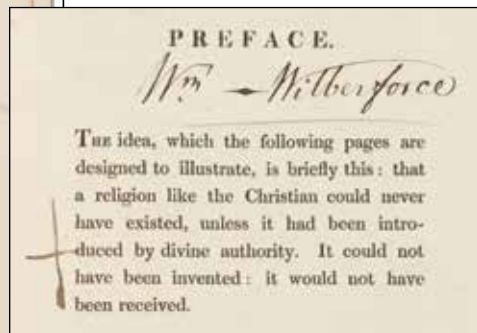 PREFACE.
Wm Wilberforce
THE idea, which the following pages are
designed to illustrate, is briefly this: that
a religion like the Christian could never
have existed, unless it had been intro-
duced by divine authority. It could not
have been invented: it would not have
been received.